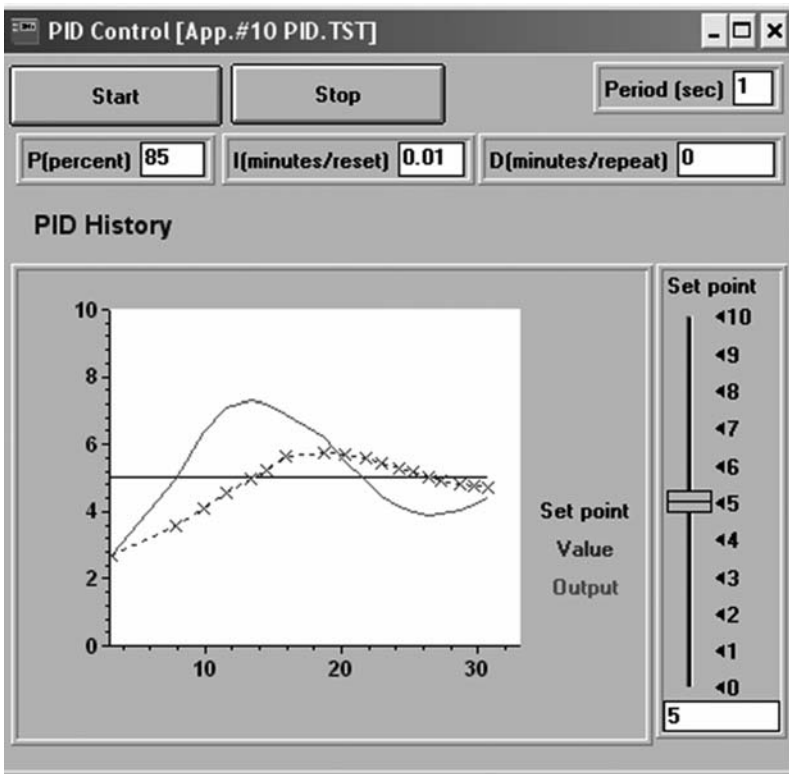 PID Control [App.#10 PID.TST]
Start
Stop
Period (sec) 1
P(percent) 85
I(minutes/reset) 0.01
D(minutes/repeat) 0
PID History
10
8
6
4
2
0
10
20
30
Set point
Value
Output
Set point
10
9
8
7
6
5
4
3
2
1
0
5